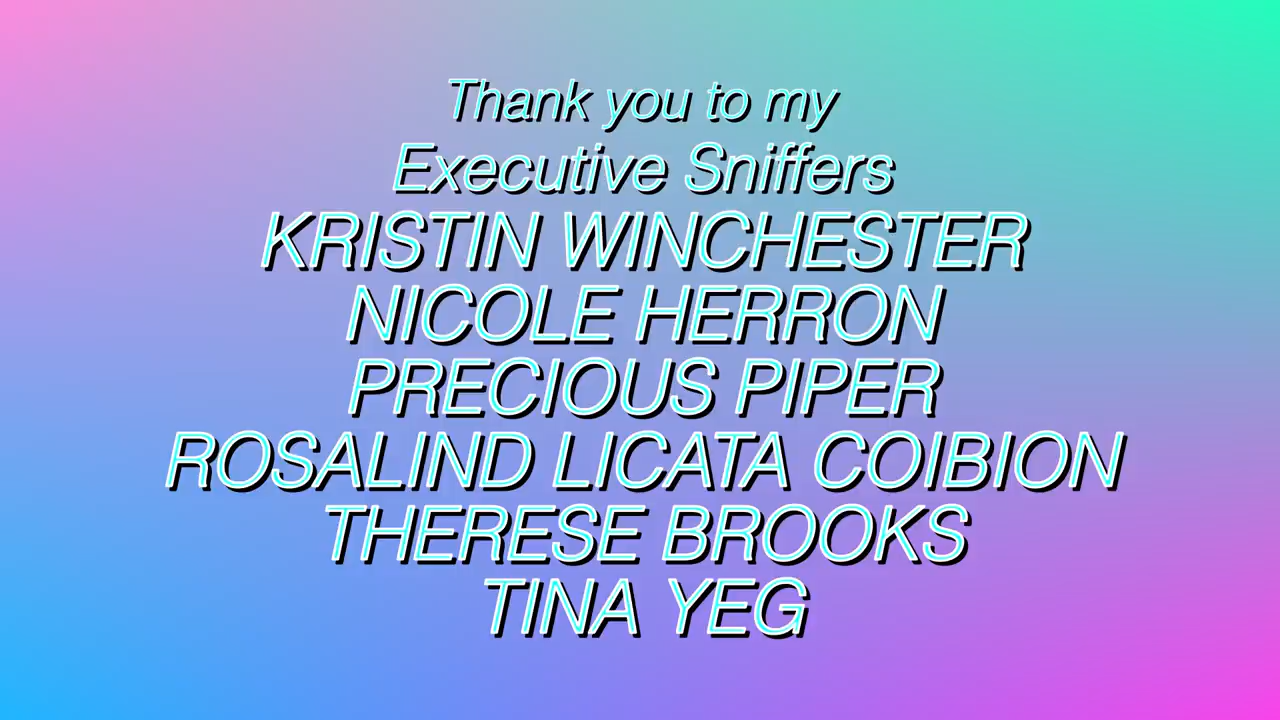 Thank you to my
Executive Sniffers
KRISTIN WINCHESTER
NICOLE HERRON
PRECIOUS PIPER
ROSALIND LICATA COIBION
THERESE BROOKS
TINA YEG